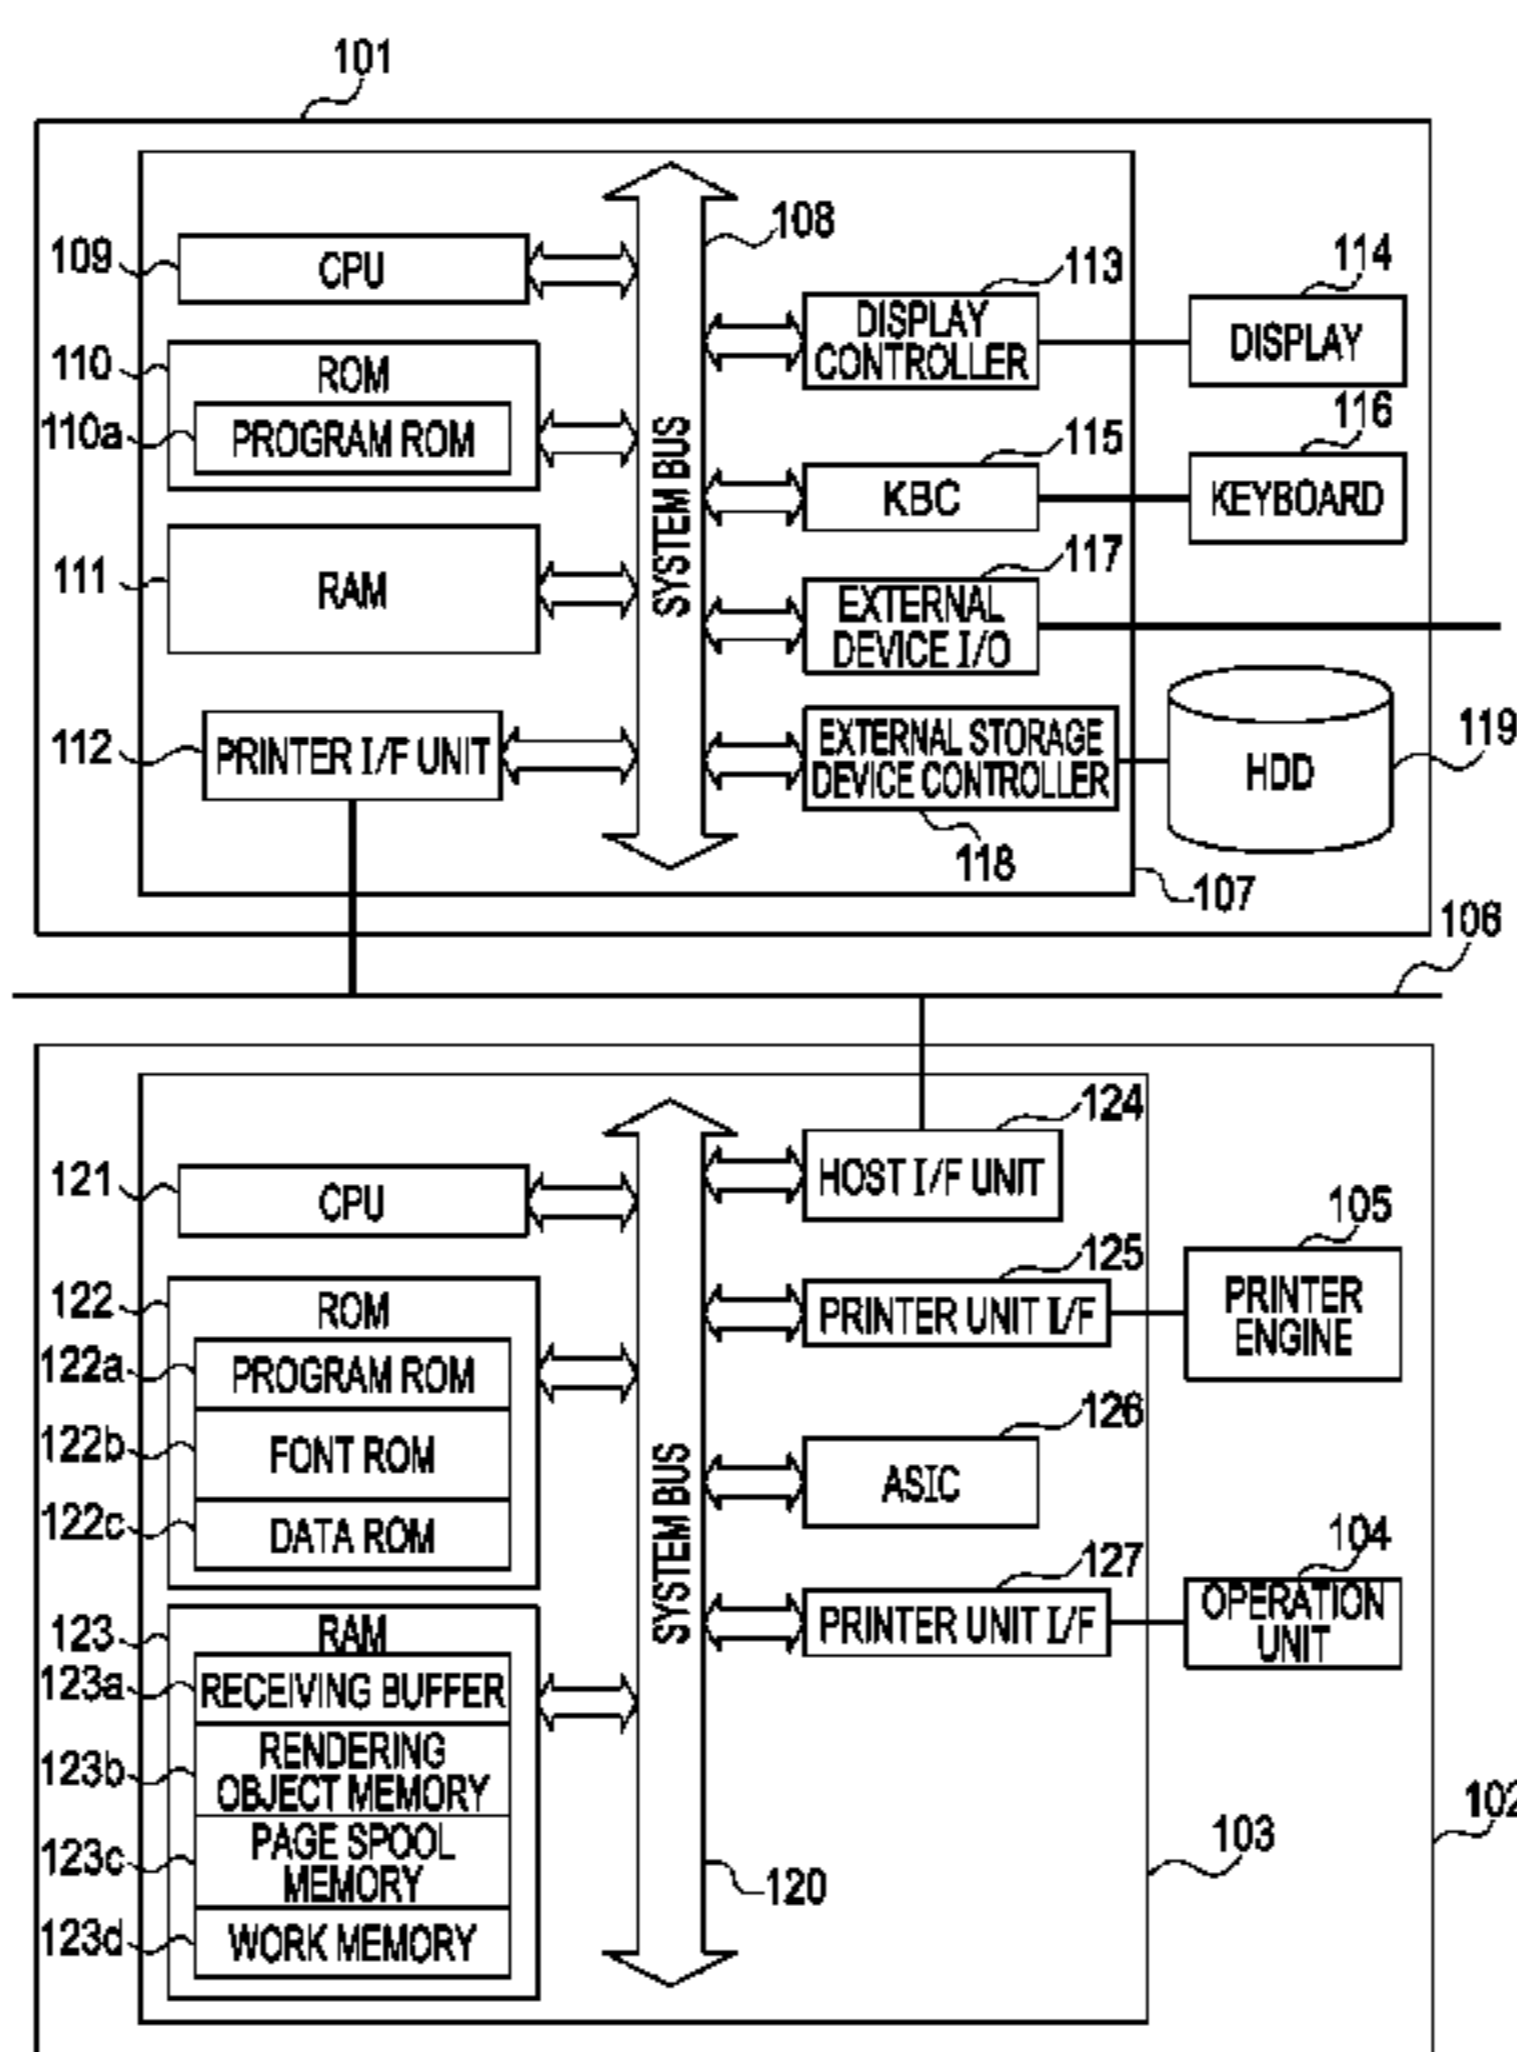 101
108
109
CPU
113
DISPLAY
CONTROLLER
114
DISPLAY
110
ROM
110a
PROGRAM ROM
115
KBC
116
KEYBOARD
SYSTEM BUS
111
RAM
117
EXTERNAL
DEVICE I/O
112
PRINTER I/F UNIT
EXTERNAL STORAGE
DEVICE CONTROLLER
118
HDD
119
107
106
124
HOST I/F UNIT
121
CPU
125
PRINTER UNIT I/F
105
PRINTER
ENGINE
122
ROM
122a
PROGRAM ROM
122b
FONT ROM
122c
DATA ROM
126
ASIC
SYSTEM BUS
127
PRINTER UNIT I/F
104
OPERATION
UNIT
123
RAM
123a
RECEIVING BUFFER
123b
RENDERING
OBJECT MEMORY
123c
PAGE SPOOL
MEMORY
123d
WORK MEMORY
120
103
102